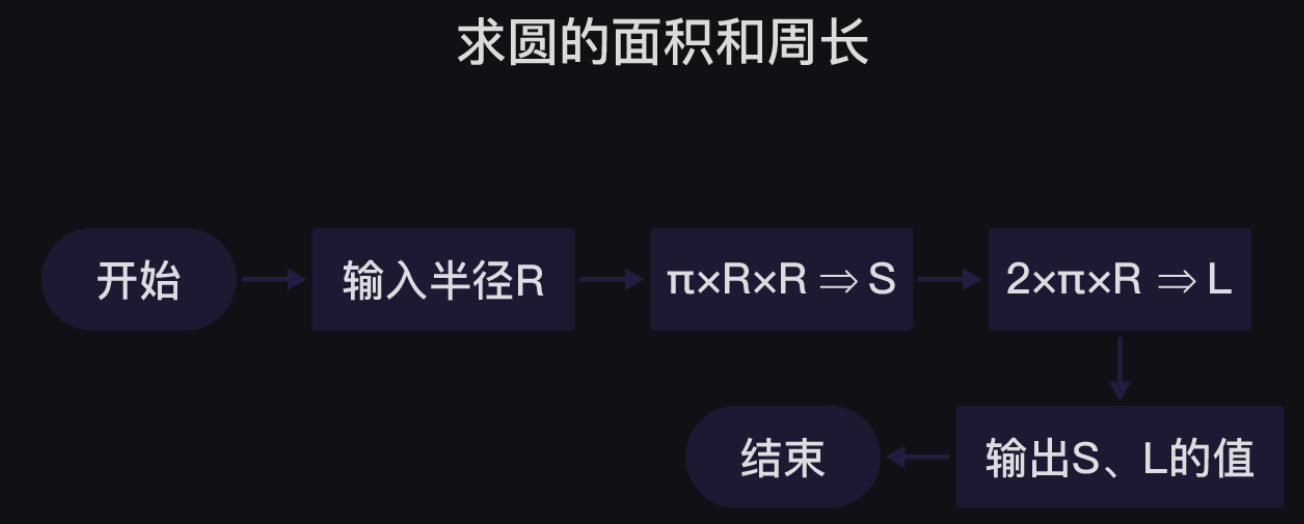 求圆的面积和周长
开始
输入半径R
π×R×R ⇒ S
2×π×R ⇒ L
输出S、L的值
结束